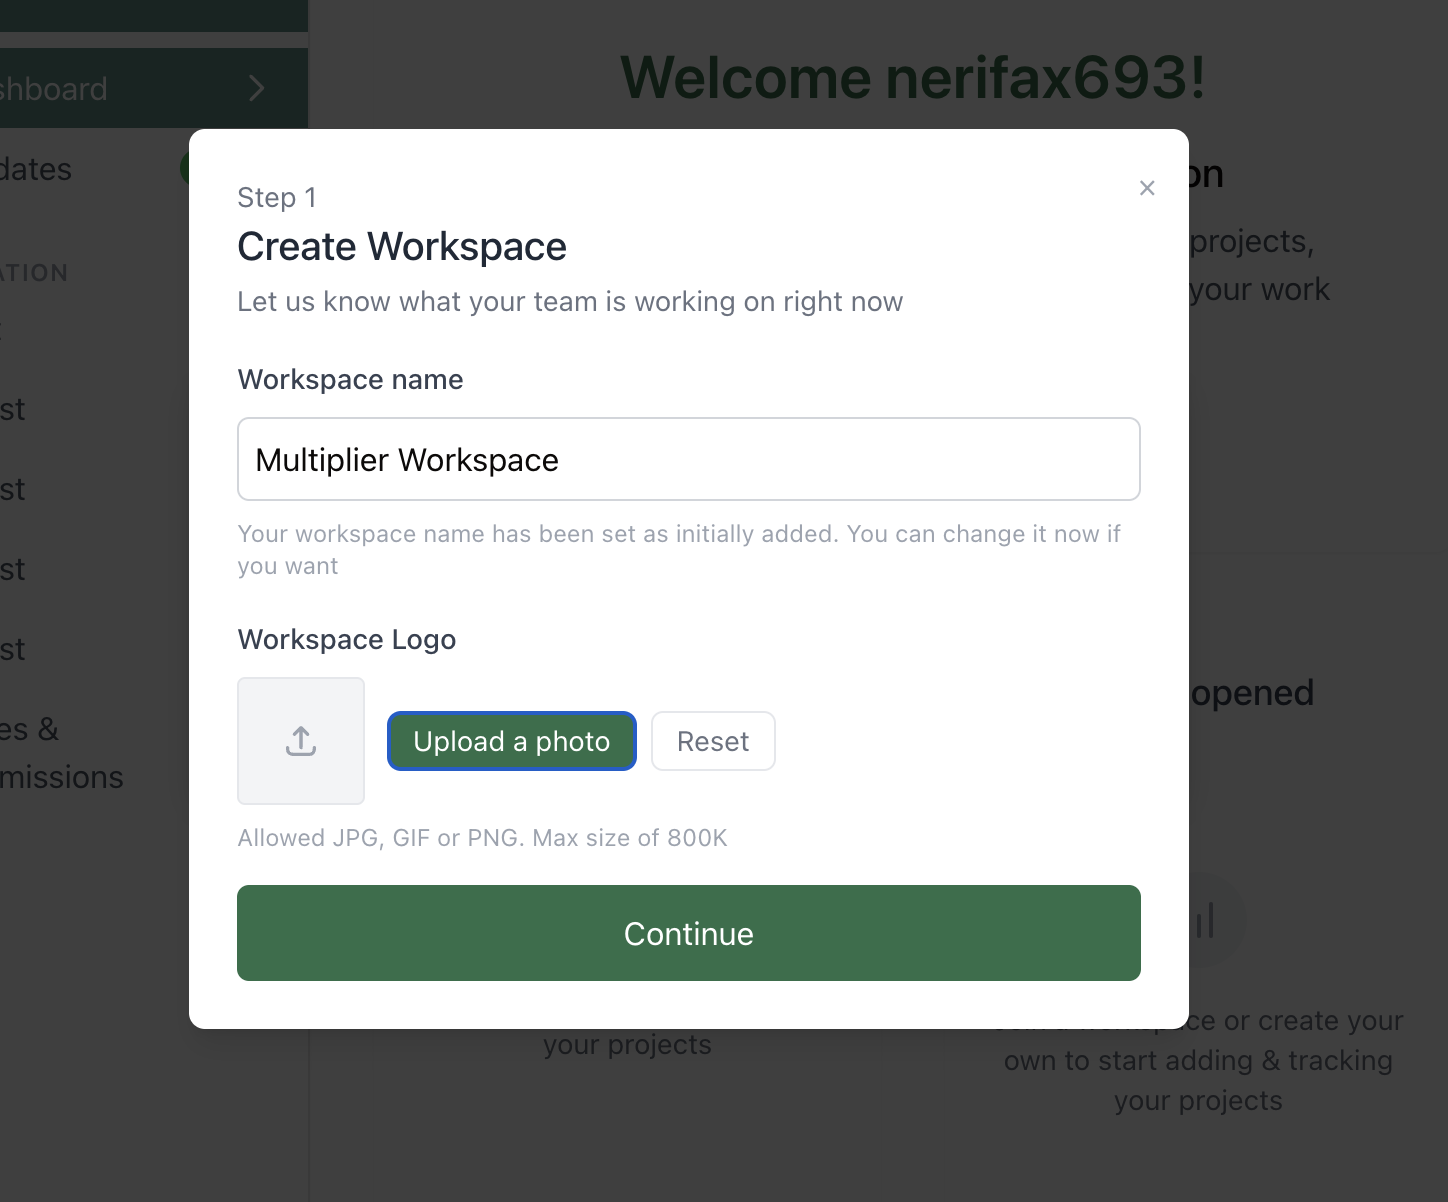 shboard
Welcome nerifax693!
dates
on
Step 1
×
Create Workspace
projects,
ATION
your work
Let us know what your team is working on right now
Workspace name
st
Multiplier Workspace
st
Your workspace name has been set as initially added. You can change it now if
you want
st
Workspace Logo
st
opened
es &
Upload a photo
Reset
missions
Allowed JPG, GIF or PNG. Max size of 800K
Continue
ce or create your
your projects
own to start adding & tracking
your projects